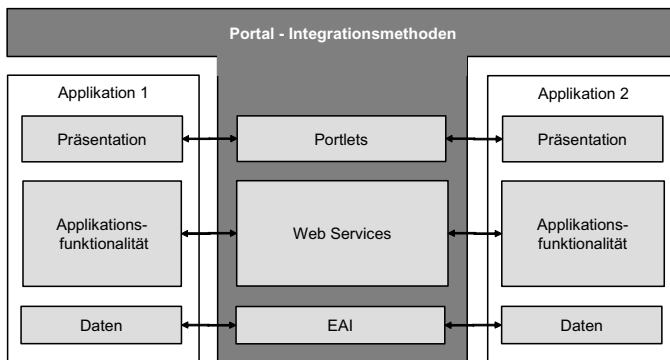 Portal - Integrationsmethoden
Applikation 1
Applikation 2
Präsentation
Portlets
Präsentation
Applikations-
funktionalität
Web Services
Applikations-
funktionalität
Daten
EAI
Daten